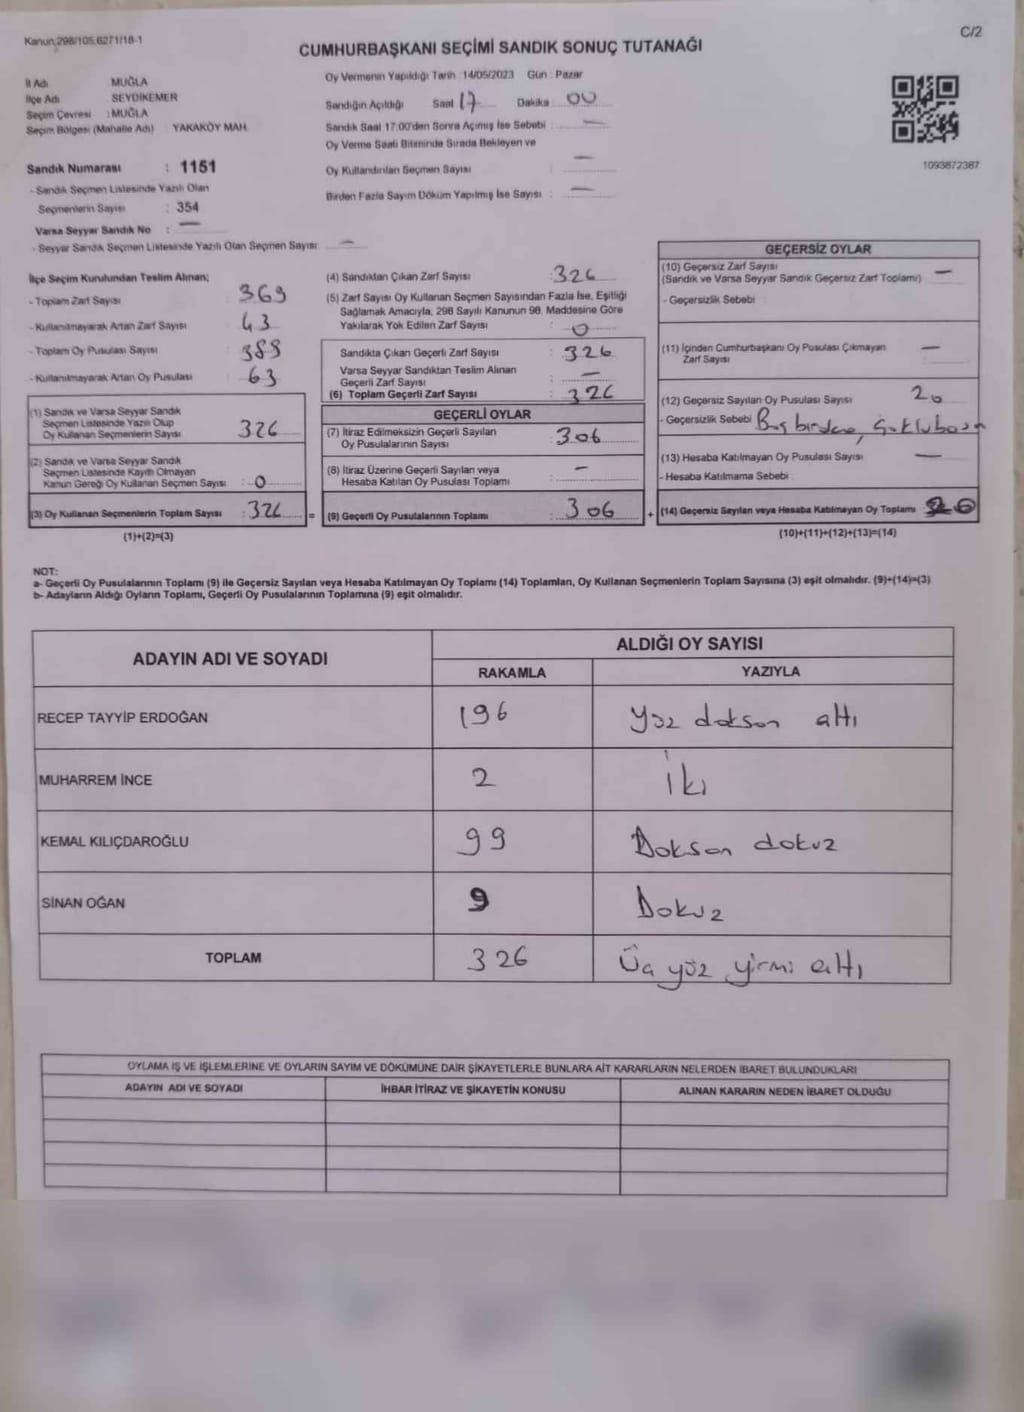 Kanun;298/105;6271/18-1
C/2
CUMHURBAŞKANI SEÇİMİ SANDIK SONUÇ TUTANAĞI
İl Adı MUĞLA
İlçe Adı SEYDİKEMER
Seçim Çevresi : MUĞLA
Seçim Bölgesi (Mahalle Adı) : YAKAKÖY MAH.
Oy Vermenin Yapıldığı Tarih :14/05/2023 Gün : Pazar
Sandığın Açıldığı Saat 17 Dakika 00
Sandık Saat 17:00'den Sonra Açılmış İse Sebebi : —
Oy Verme Saati Bitiminde Sırada Bekleyen ve
Oy Kullandırılan Seçmen Sayısı : —
Birden Fazla Sayım Döküm Yapılmış İse Sayısı : —
1093872387
Sandık Numarası : 1151
- Sandık Seçmen Listesinde Yazılı Olan
Seçmenlerin Sayısı : 354
Varsa Seyyar Sandık No : —
- Seyyar Sandık Seçmen Listesinde Yazılı Olan Seçmen Sayısı: —
İlçe Seçim Kurulundan Teslim Alınan;
- Toplam Zarf Sayısı : 369
- Kullanılmayarak Artan Zarf Sayısı : 43
- Toplam Oy Pusulası Sayısı : 389
- Kullanılmayarak Artan Oy Pusulası : 63
(1) Sandık ve Varsa Seyyar Sandık
Seçmen Listesinde Yazılı Olup
Oy Kullanan Seçmenlerin Sayısı 326
(2) Sandık ve Varsa Seyyar Sandık
Seçmen Listesinde Kayıtlı Olmayan
Kanun Gereği Oy Kullanan Seçmen Sayısı : 0
(3) Oy Kullanan Seçmenlerin Toplam Sayısı : 326 =
(1)+(2)=(3)
(4) Sandıktan Çıkan Zarf Sayısı :326
(5) Zarf Sayısı Oy Kullanan Seçmen Sayısından Fazla İse, Eşitliği
Sağlamak Amacıyla, 298 Sayılı Kanunun 98. Maddesine Göre
Yakılarak Yok Edilen Zarf Sayısı : 0
Sandıkta Çıkan Geçerli Zarf Sayısı : 326
Varsa Seyyar Sandıktan Teslim Alınan
Geçerli Zarf Sayısı : —
(6) Toplam Geçerli Zarf Sayısı : 326
GEÇERLİ OYLAR
(7) İtiraz Edilmeksizin Geçerli Sayılan
Oy Pusulalarının Sayısı : 306
(8) İtiraz Üzerine Geçerli Sayılan veya
Hesaba Katılan Oy Pusulası Toplamı : —
(9) Geçerli Oy Pusulalarının Toplamı : 306 +
GEÇERSİZ OYLAR
(10) Geçersiz Zarf Sayısı
(Sandık ve Varsa Seyyar Sandık Geçersiz Zarf Toplamı) —
- Geçersizlik Sebebi :
(11) İçinden Cumhurbaşkanı Oy Pusulası Çıkmayan
Zarf Sayısı —
(12) Geçersiz Sayılan Oy Pusulası Sayısı 20
- Geçersizlik Sebebi
(13) Hesaba Katılmayan Oy Pusulası Sayısı —
- Hesaba Katılmama Sebebi :
(14) Geçersiz Sayılan veya Hesaba Katılmayan Oy Toplamı : 20
(10)+(11)+(12)+(13)=(14)
NOT:
a- Geçerli Oy Pusulalarının Toplamı (9) ile Geçersiz Sayılan veya Hesaba Katılmayan Oy Toplamı (14) Toplamları, Oy Kullanan Seçmenlerin Toplam Sayısına (3) eşit olmalıdır. (9)+(14)=(3)
b- Adayların Aldığı Oyların Toplamı, Geçerli Oy Pusulalarının Toplamına (9) eşit olmalıdır.
ADAYIN ADI VE SOYADI ALDIĞI OY SAYISI
RAKAMLA YAZIYLA
RECEP TAYYİP ERDOĞAN 196 Yüz doksan altı
MUHARREM İNCE 2 İki
KEMAL KILIÇDAROĞLU 99 Doksan dokuz
SİNAN OĞAN 9 Dokuz
TOPLAM 326 Üç yüz yirmi altı
OYLAMA İŞ VE İŞLEMLERİNE VE OYLARIN SAYIM VE DÖKÜMÜNE DAİR ŞİKAYETLERLE BUNLARA AİT KARARLARIN NELERDEN İBARET BULUNDUKLARI
ADAYIN ADI VE SOYADI İHBAR İTİRAZ VE ŞİKAYETİN KONUSU ALINAN KARARIN NEDEN İBARET OLDUĞU